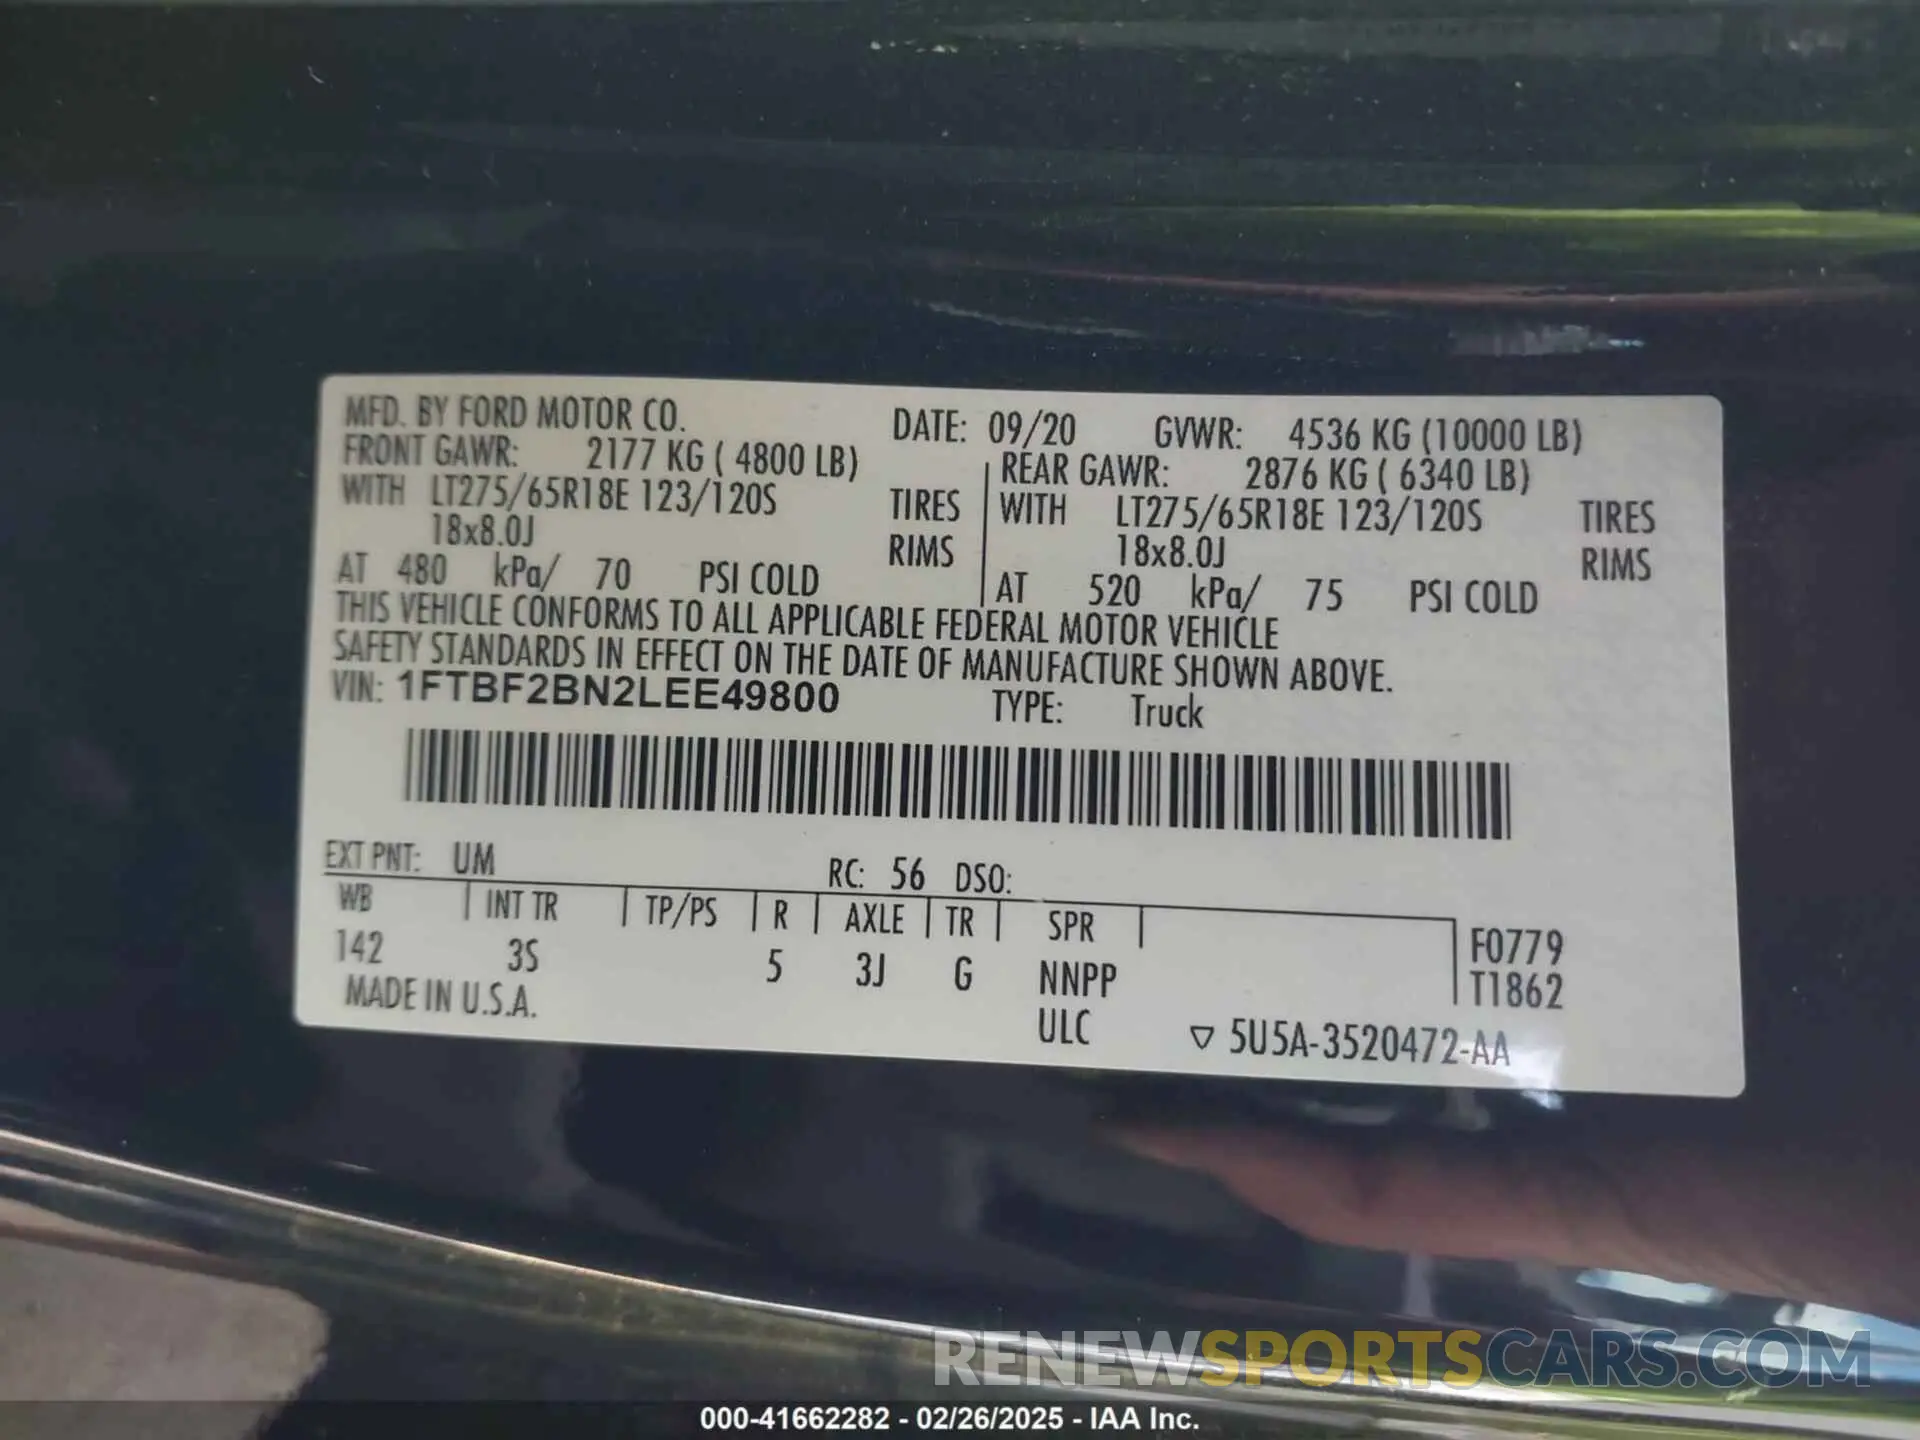 MFD. BY FORD MOTOR CO. DATE: 09/20 GVWR: 4536 KG (10000 LB)
FRONT GAWR: 2177 KG ( 4800 LB) REAR GAWR: 2876 KG ( 6340 LB)
WITH LT275/65R18E 123/120S TIRES WITH LT275/65R18E 123/120S TIRES
18x8.0J RIMS 18x8.0J RIMS
AT 480 kPa/ 70 PSI COLD AT 520 kPa/ 75 PSI COLD
THIS VEHICLE CONFORMS TO ALL APPLICABLE FEDERAL MOTOR VEHICLE
SAFETY STANDARDS IN EFFECT ON THE DATE OF MANUFACTURE SHOWN ABOVE.
VIN: 1FTBF2BN2LEE49800 TYPE: Truck
EXT PNT: UM RC: 56 DSO:
WB INT TR TP/PS R AXLE TR SPR F0779
142 3S 5 3J G NNPP T1862
MADE IN U.S.A. ULC ▽ 5U5A-3520472-AA
RENEWSPORTSCARS.COM
000-41662282 - 02/26/2025 - IAA Inc.